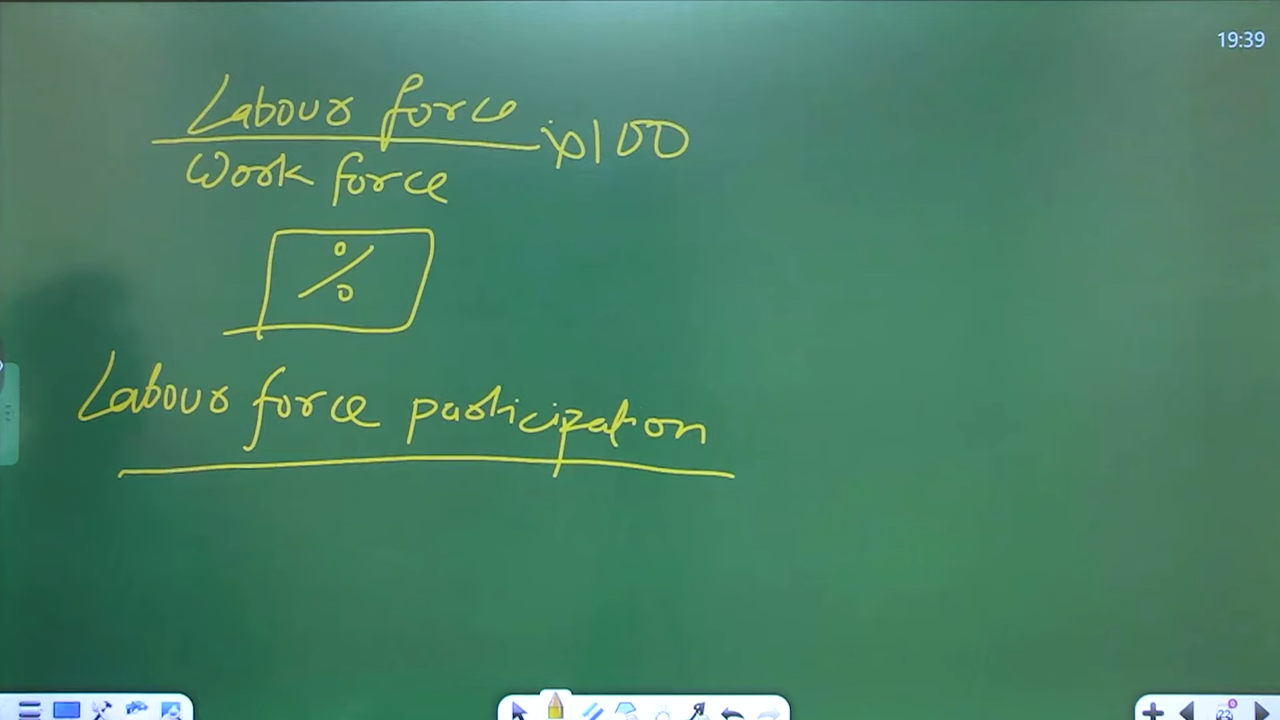 19:39
Labour force
Work force
×100
%
Labour force participation